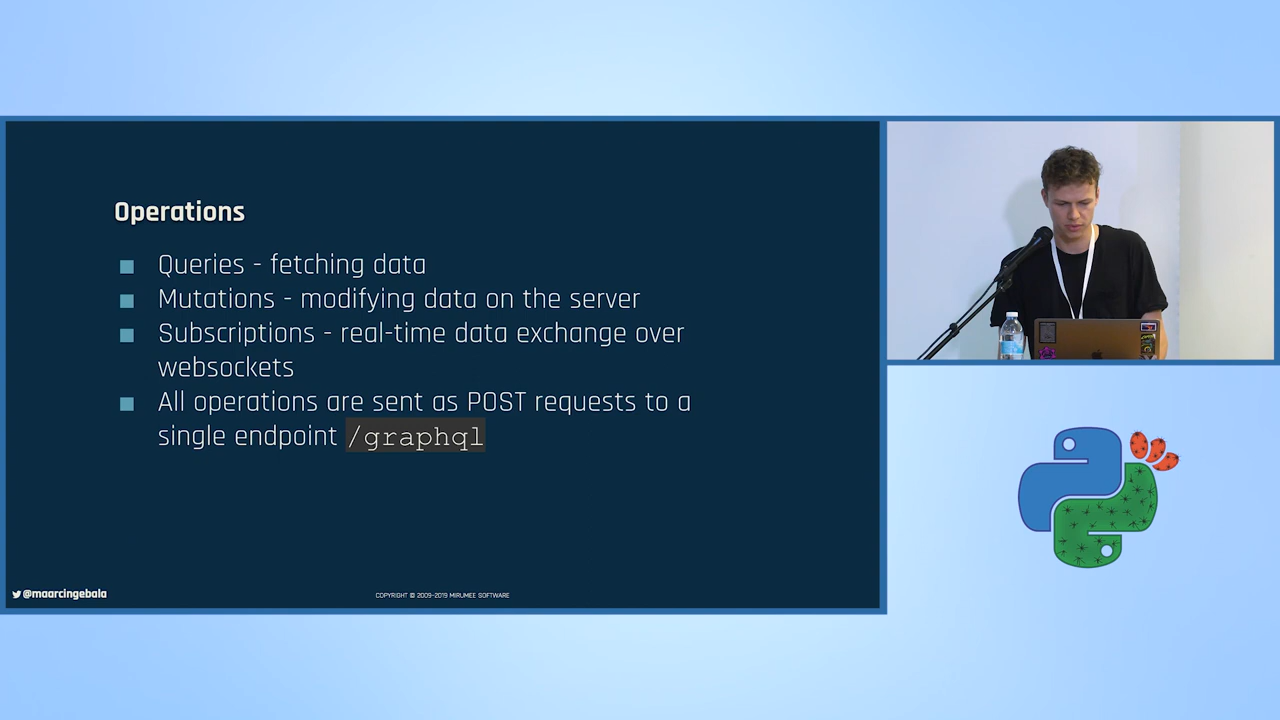 Operations
Queries - fetching data
Mutations - modifying data on the server
Subscriptions - real-time data exchange over
websockets
All operations are sent as POST requests to a
single endpoint /graphql
@maarcingebala
COPYRIGHT © 2009-2019 MIRUMEE SOFTWARE